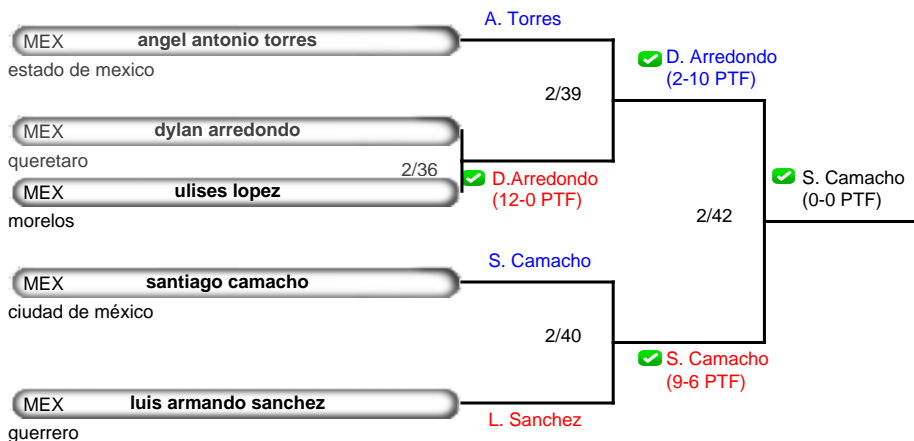 A. Torres
MEX angel antonio torres
estado de mexico
D. Arredondo
(2-10 PTF)
2/39
MEX dylan arredondo
queretaro
2/36
D.Arredondo
(12-0 PTF)
MEX ulises lopez
morelos
S. Camacho
(0-0 PTF)
2/42
S. Camacho
MEX santiago camacho
ciudad de méxico
2/40
S. Camacho
(9-6 PTF)
MEX luis armando sanchez
L. Sanchez
guerrero